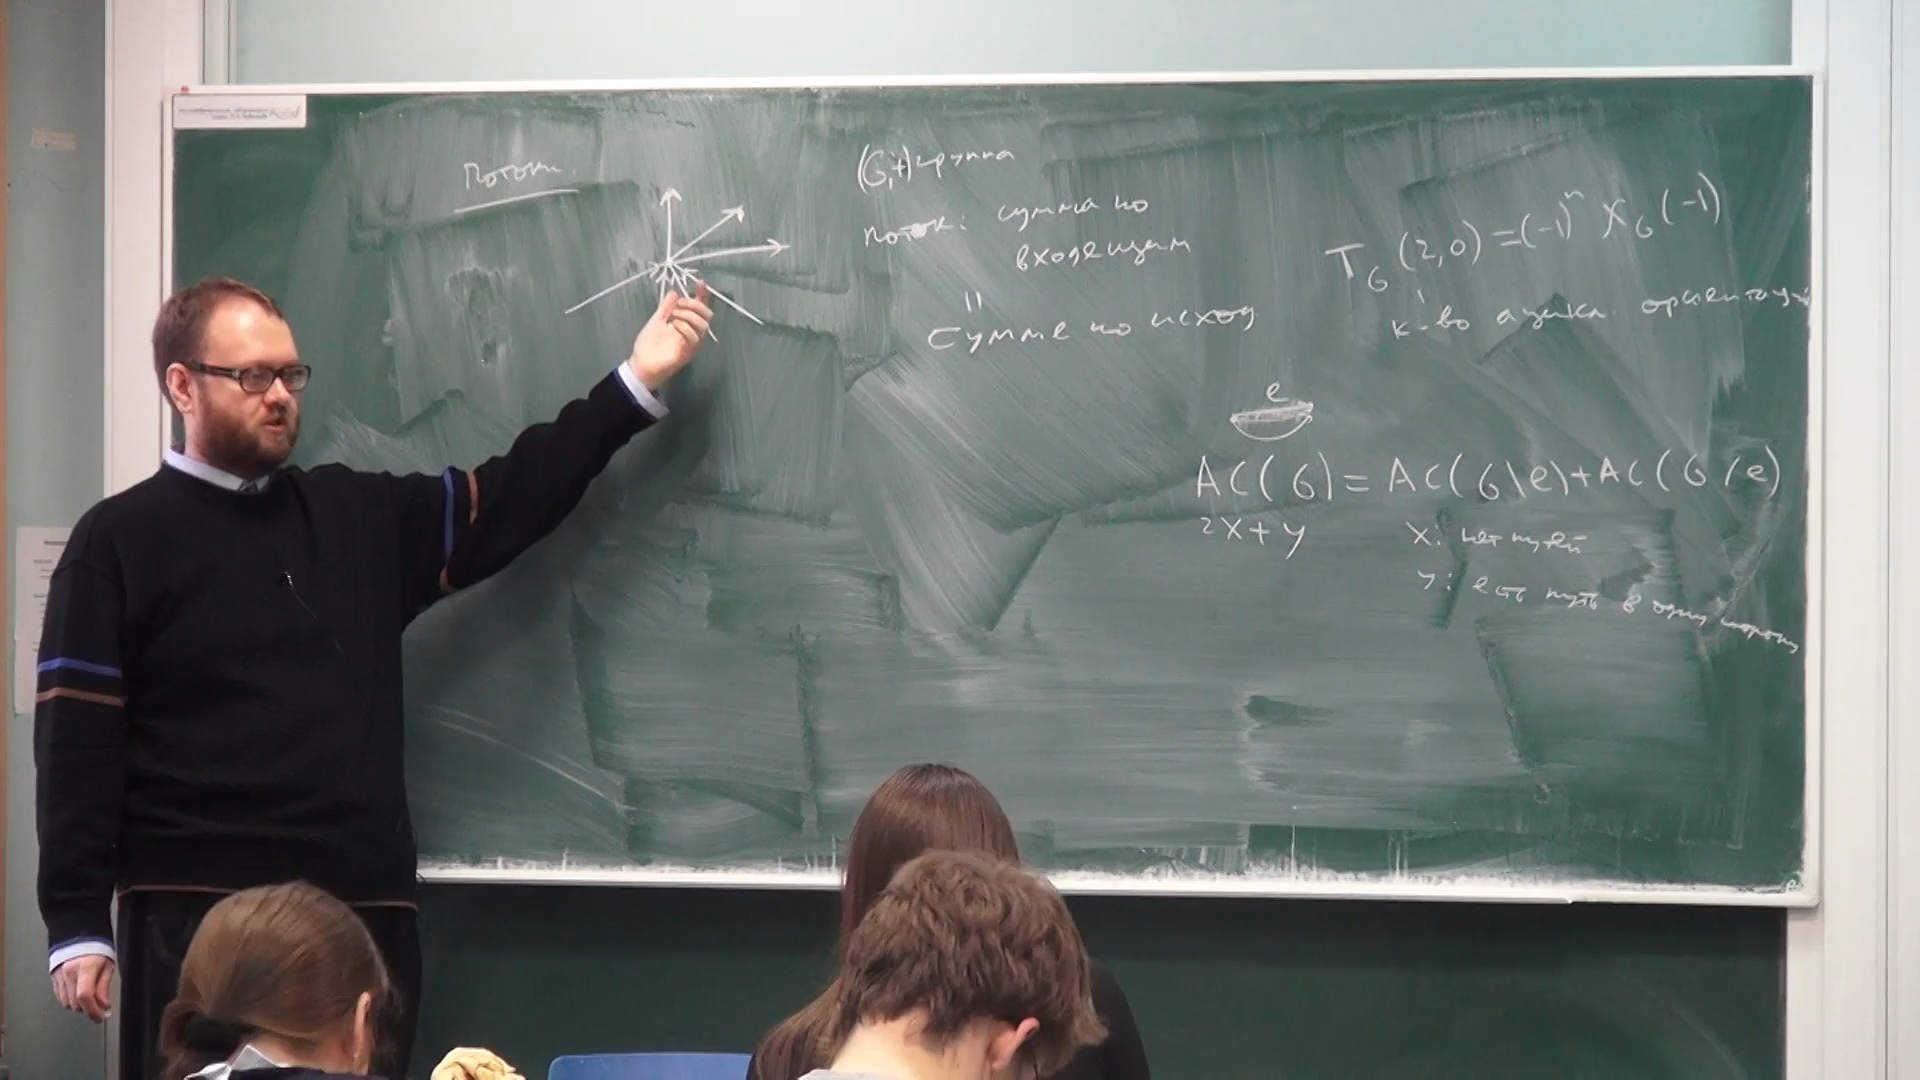 Потоки.
(G,+) группа
поток: сумма по
входящим
||
сумме по исход.
T_G (2,0) = (-1)^n χ_G (-1)
к-во ацикл. ориентаций
e
AC(G) = AC(G\e) + AC(G/e)
2x + y
x: нет путей
y: есть путь в одну сторону